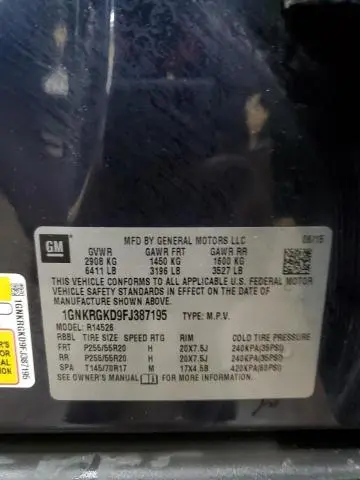 GM
MFD BY GENERAL MOTORS LLC 06/15
GVWR GAWR FRT GAWR RR
2908 KG 1450 KG 1600 KG
6411 LB 3196 LB 3527 LB
THIS VEHICLE CONFORMS TO ALL APPLICABLE U.S. FEDERAL MOTOR
VEHICLE SAFETY STANDARDS IN EFFECT ON THE DATE OF
MANUFACTURE SHOWN ABOVE.
1GNKRGKD9FJ387195 TYPE: M.P.V.
MODEL: R14526
RBBL TIRE SIZE SPEED RTG RIM COLD TIRE PRESSURE
FRT P255/55R20 H 20X7.5J 240KPA(35PSI)
RR P255/55R20 H 20X7.5J 240KPA(35PSI)
SPA T145/70R17 M 17X4.5B 420KPA(60PSI)
SEE OWNER'S MANUAL FOR ADDITIONAL INFORMATION.
1GNKRGKD9FJ387195